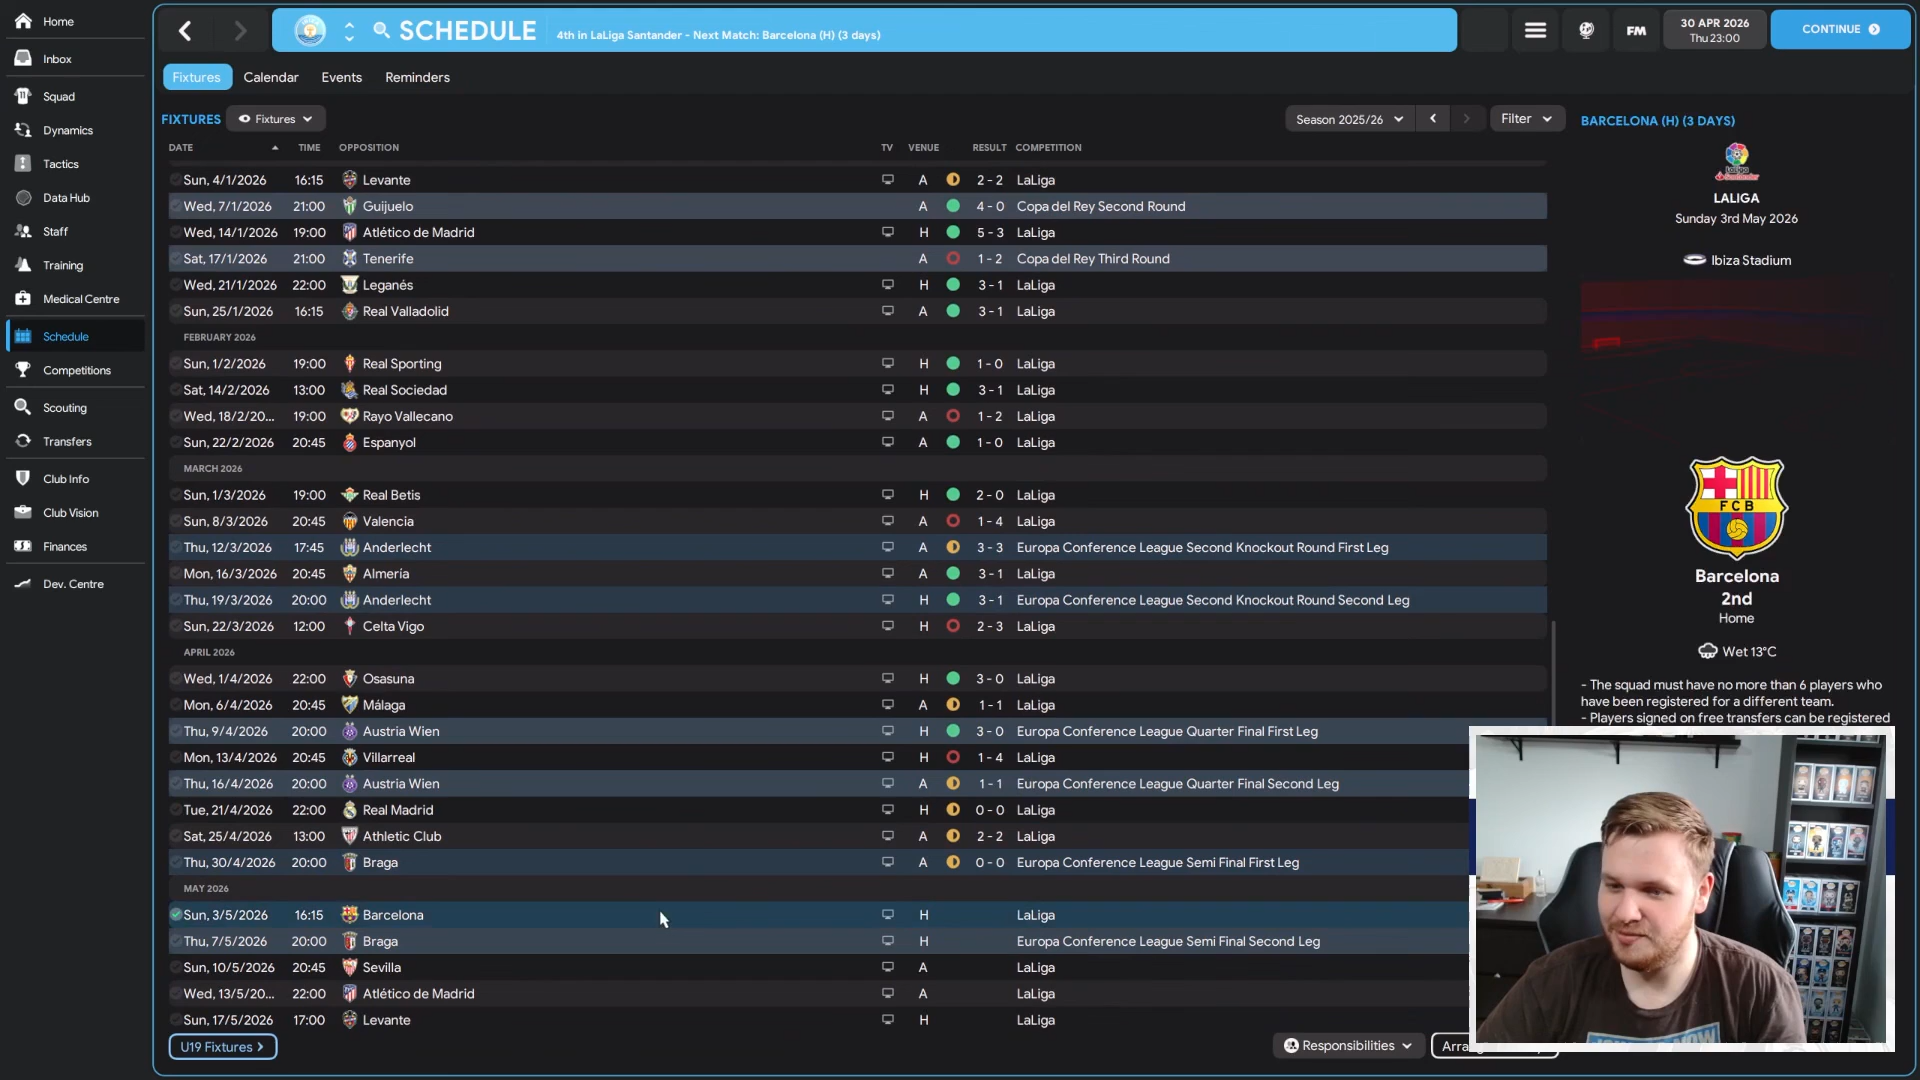 Home
Inbox
Squad
Dynamics
Tactics
Data Hub
Staff
Training
Medical Centre
Schedule
Competitions
Scouting
Transfers
Club Info
Club Vision
Finances
Dev. Centre
SCHEDULE
4th in LaLiga Santander - Next Match: Barcelona (H) (3 days)
FM
30 APR 2026
Thu 23:00
CONTINUE
Fixtures Calendar Events Reminders
FIXTURES Fixtures Season 2025/26 Filter
DATE TIME OPPOSITION TV VENUE RESULT COMPETITION
Sun, 4/1/2026 16:15 Levante A 2 - 2 LaLiga
Wed, 7/1/2026 21:00 Guijuelo A 4 - 0 Copa del Rey Second Round
Wed, 14/1/2026 19:00 Atlético de Madrid H 5 - 3 LaLiga
Sat, 17/1/2026 21:00 Tenerife A 1 - 2 Copa del Rey Third Round
Wed, 21/1/2026 22:00 Leganés H 3 - 1 LaLiga
Sun, 25/1/2026 16:15 Real Valladolid A 3 - 1 LaLiga
FEBRUARY 2026
Sun, 1/2/2026 19:00 Real Sporting H 1 - 0 LaLiga
Sat, 14/2/2026 13:00 Real Sociedad H 3 - 1 LaLiga
Wed, 18/2/20... 19:00 Rayo Vallecano A 1 - 2 LaLiga
Sun, 22/2/2026 20:45 Espanyol A 1 - 0 LaLiga
MARCH 2026
Sun, 1/3/2026 19:00 Real Betis H 2 - 0 LaLiga
Sun, 8/3/2026 20:45 Valencia A 1 - 4 LaLiga
Thu, 12/3/2026 17:45 Anderlecht A 3 - 3 Europa Conference League Second Knockout Round First Leg
Mon, 16/3/2026 20:45 Almería A 3 - 1 LaLiga
Thu, 19/3/2026 20:00 Anderlecht H 3 - 1 Europa Conference League Second Knockout Round Second Leg
Sun, 22/3/2026 12:00 Celta Vigo H 2 - 3 LaLiga
APRIL 2026
Wed, 1/4/2026 22:00 Osasuna H 3 - 0 LaLiga
Mon, 6/4/2026 20:45 Málaga A 1 - 1 LaLiga
Thu, 9/4/2026 20:00 Austria Wien H 3 - 0 Europa Conference League Quarter Final First Leg
Mon, 13/4/2026 20:45 Villarreal H 1 - 4 LaLiga
Thu, 16/4/2026 20:00 Austria Wien A 1 - 1 Europa Conference League Quarter Final Second Leg
Tue, 21/4/2026 22:00 Real Madrid H 0 - 0 LaLiga
Sat, 25/4/2026 13:00 Athletic Club A 2 - 2 LaLiga
Thu, 30/4/2026 20:00 Braga A 0 - 0 Europa Conference League Semi Final First Leg
MAY 2026
Sun, 3/5/2026 16:15 Barcelona H LaLiga
Thu, 7/5/2026 20:00 Braga H Europa Conference League Semi Final Second Leg
Sun, 10/5/2026 20:45 Sevilla A LaLiga
Wed, 13/5/20... 22:00 Atlético de Madrid A LaLiga
Sun, 17/5/2026 17:00 Levante H LaLiga
U19 Fixtures >
Responsibilities
BARCELONA (H) (3 DAYS)
LALIGA
Sunday 3rd May 2026
Ibiza Stadium
FCB
Barcelona
2nd
Home
Wet 13°C
- The squad must have no more than 6 players who
have been registered for a different team.
- Players signed on free transfers can be registered